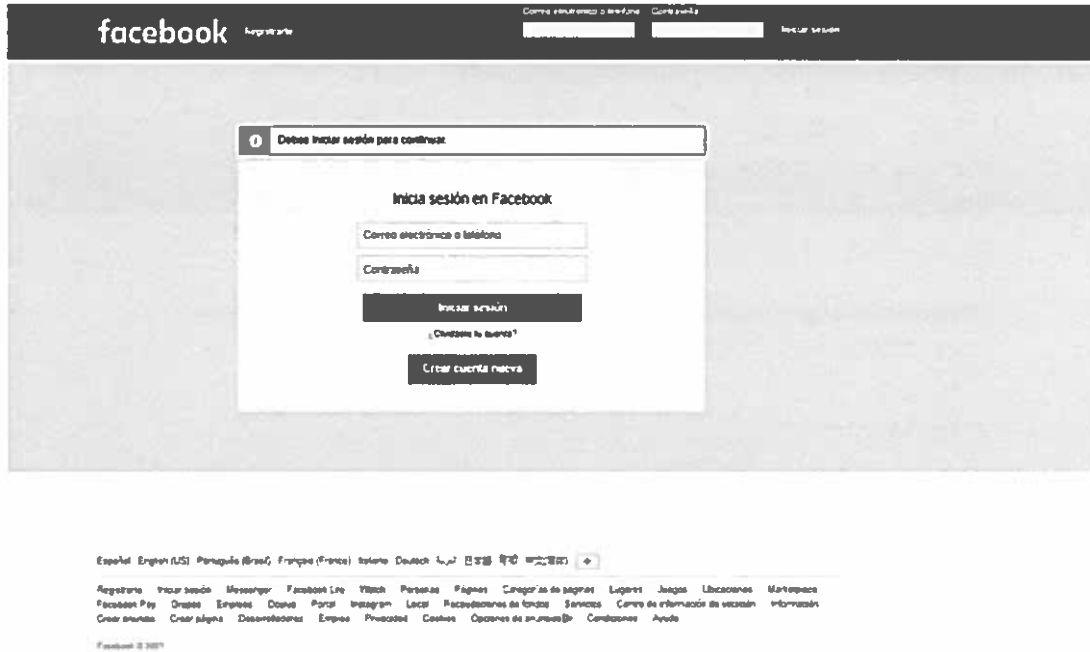 Correo electrónico o teléfono Contraseña
facebook Registrarte Iniciar sesión
Debes iniciar sesión para continuar.
Inicia sesión en Facebook
Correo electrónico o teléfono
Contraseña
Iniciar sesión
¿Olvidaste tu cuenta?
Crear cuenta nueva
Español English (US) Português (Brasil) Français (France) Italiano Deutsch
Registrarte Iniciar sesión Messenger Facebook Lite Watch Personas Páginas Categorías de páginas Lugares Juegos Ubicaciones Marketplace
Facebook Pay Grupos Empleos Oculus Portal Instagram Local Recaudaciones de fondos Servicios Centro de información de votación Información
Crear anuncio Crear página Desarrolladores Empleo Privacidad Cookies Opciones de anuncios Condiciones Ayuda
Facebook ©